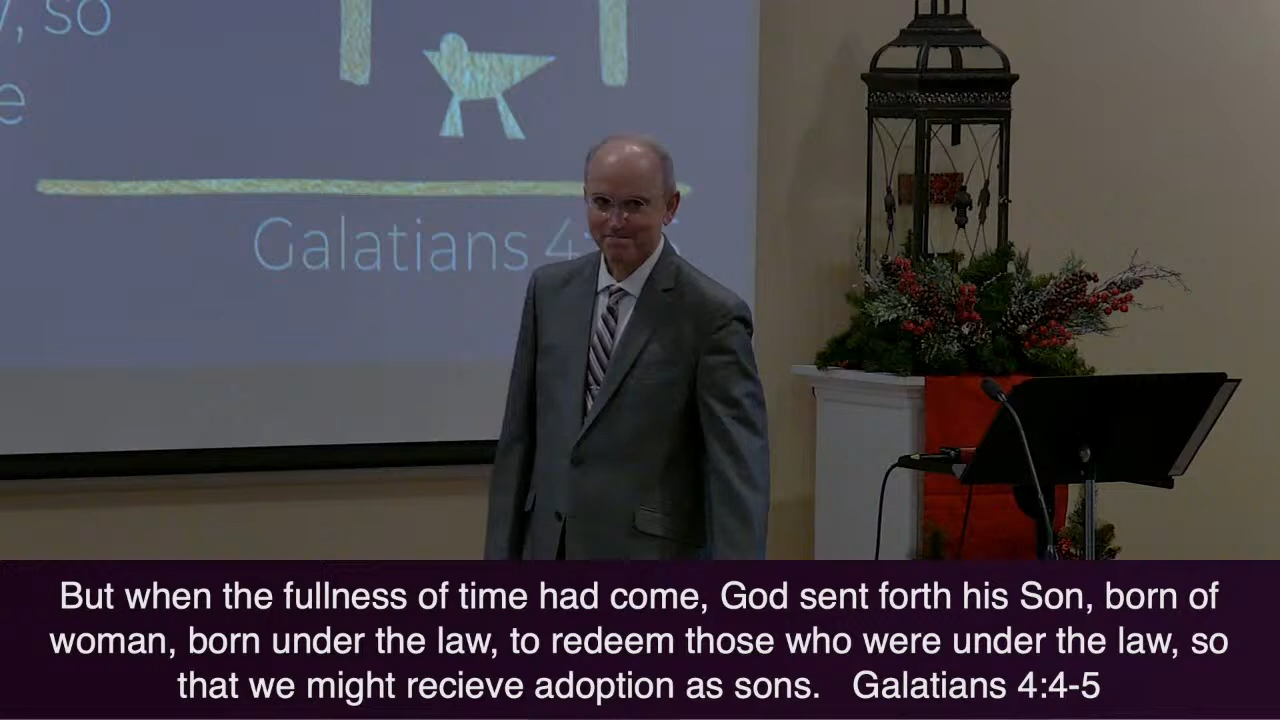 , so
e
Galatians 4
But when the fullness of time had come, God sent forth his Son, born of
woman, born under the law, to redeem those who were under the law, so
that we might recieve adoption as sons. Galatians 4:4-5